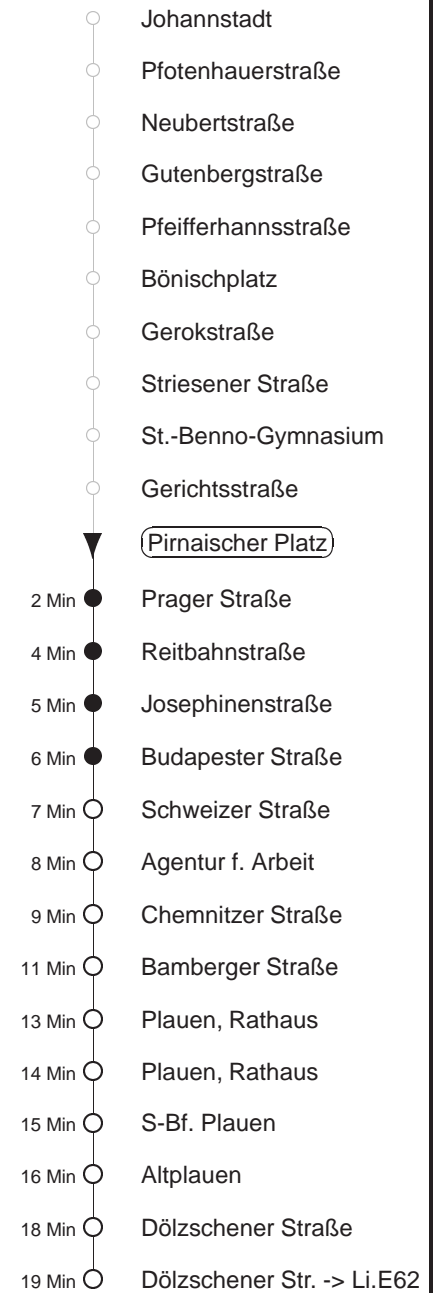 Johannstadt
Pfotenhauerstraße
Neubertstraße
Gutenbergstraße
Pfeifferhannsstraße
Bönischplatz
Gerokstraße
Striesener Straße
St.-Benno-Gymnasium
Gerichtsstraße
Pirnaischer Platz
2 Min Prager Straße
4 Min Reitbahnstraße
5 Min Josephinenstraße
6 Min Budapester Straße
7 Min Schweizer Straße
8 Min Agentur f. Arbeit
9 Min Chemnitzer Straße
11 Min Bamberger Straße
13 Min Plauen, Rathaus
14 Min Plauen, Rathaus
15 Min S-Bf. Plauen
16 Min Altplauen
18 Min Dölzschener Straße
19 Min Dölzschener Str. -> Li.E62